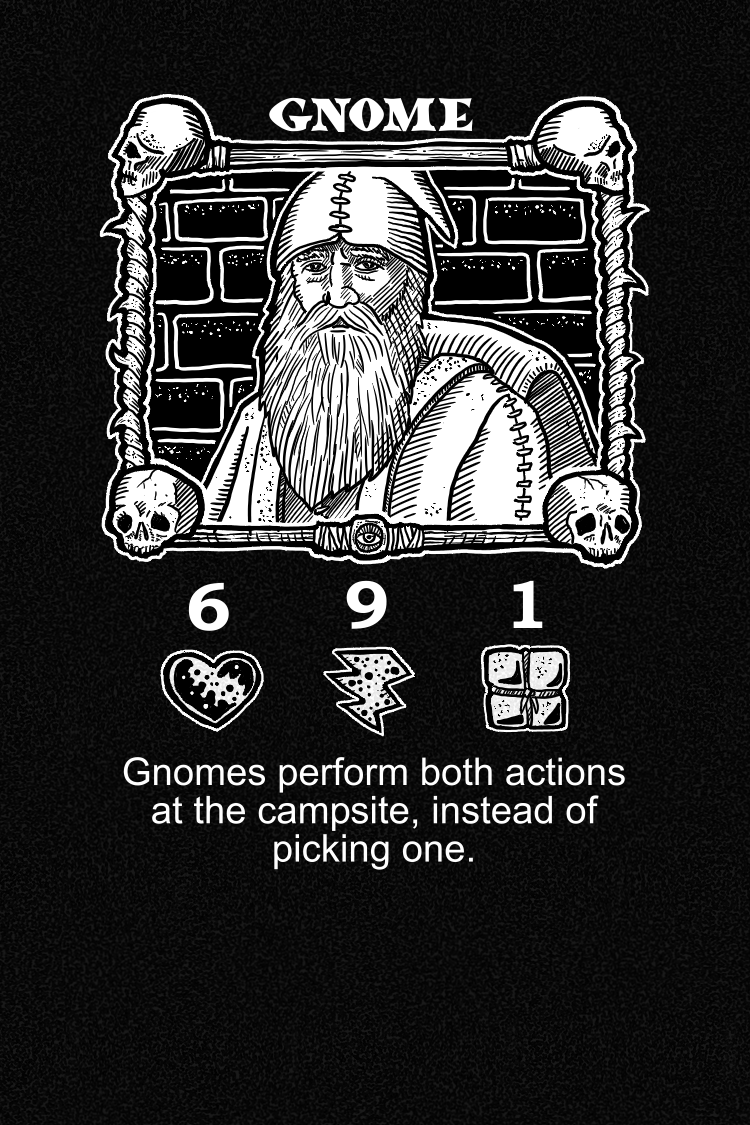 GNOME
6 9 1
Gnomes perform both actions
at the campsite, instead of
picking one.